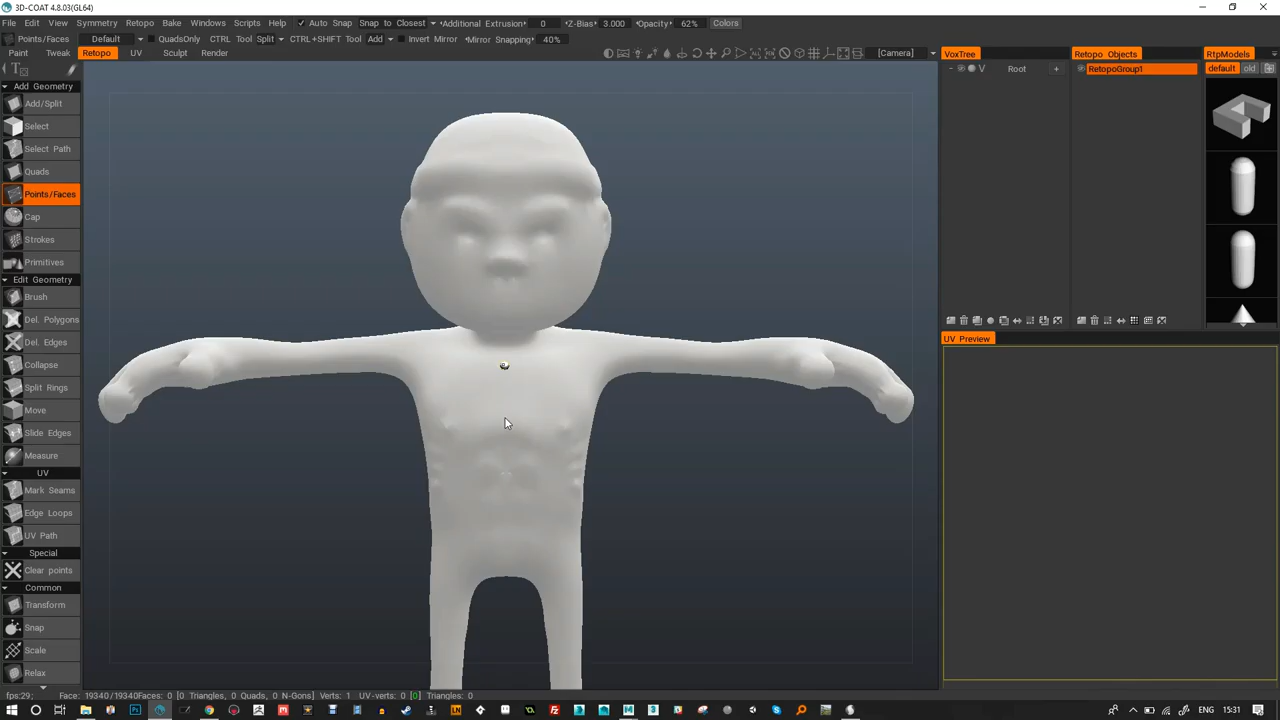 3D-COAT 4.8.03(GL64)
File Edit View Symmetry Retopo Bake Windows Scripts Help Auto Snap Snap to Closest Additional Extrusion 0 Z-Bias: 3.000 Opacity: 62% Colors
Points/Faces Default QuadsOnly CTRL Tool Split CTRL+SHIFT Tool Add Invert Mirror Mirror Snapping: 40%
Paint Tweak Retopo UV Sculpt Render [Camera] VoxTree Retopo Objects RtpModels
V Root + RetopoGroup1 default old
Add Geometry
Add/Split
Select
Select Path
Quads
Points/Faces
Cap
Strokes
Primitives
Edit Geometry
Brush
Del. Polygons
Del. Edges
UV Preview
Collapse
Split Rings
Move
Slide Edges
Measure
UV
Mark Seams
Edge Loops
UV Path
Special
Clear points
Common
Transform
Snap
Scale
Relax
fps:29; Face: 19340/19340Faces: 0 [0 Triangles, 0 Quads, 0 N-Gons] Verts: 1 UV-verts: 0 [0] Triangles: 0
Ps LN ENG 15:31